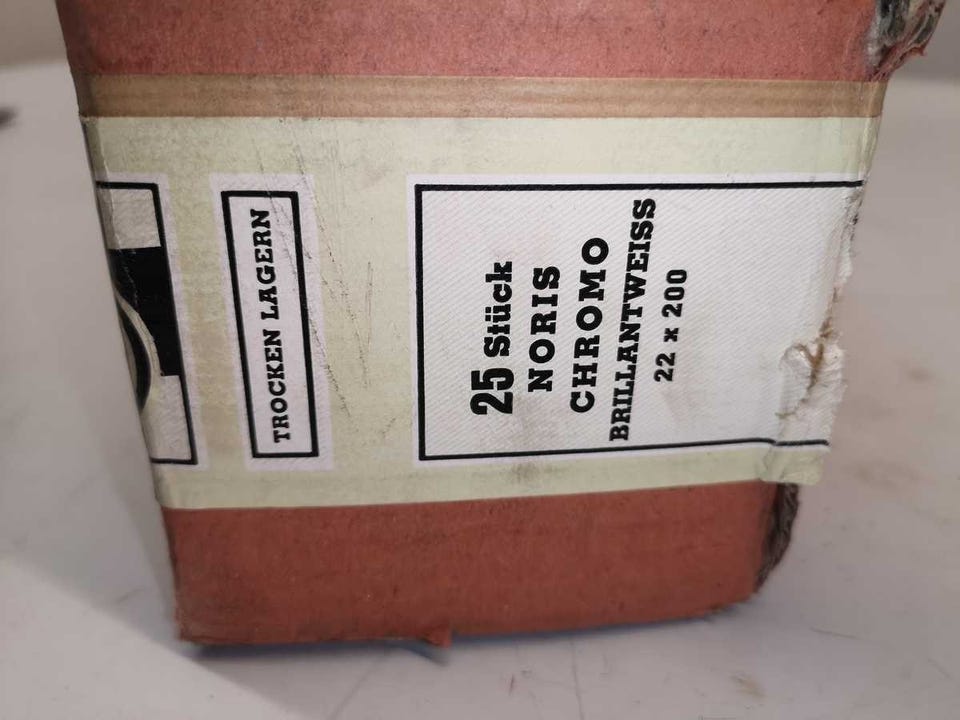 TROCKEN LAGERN
25 Stück
NORIS
CHROMO
BRILLANTWEISS
22 x 200